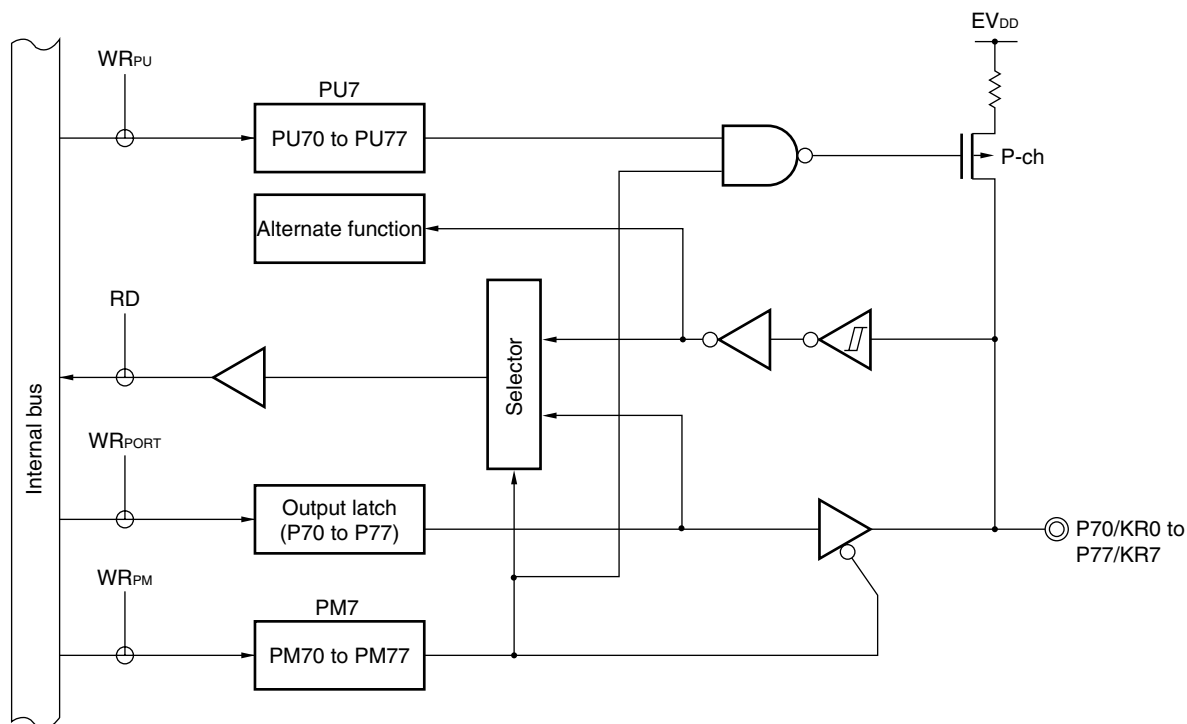 EVDD
WRPU
PU7
PU70 to PU77
P-ch
Alternate function
RD
Selector
Internal bus
WRPORT
Output latch
(P70 to P77)
P70/KR0 to
P77/KR7
WRPM
PM7
PM70 to PM77